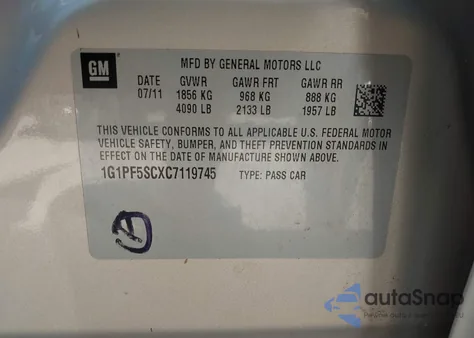 GM
MFD BY GENERAL MOTORS LLC
DATE GVWR GAWR FRT GAWR RR
07/11 1856 KG 968 KG 888 KG
4090 LB 2133 LB 1957 LB
THIS VEHICLE CONFORMS TO ALL APPLICABLE U.S. FEDERAL MOTOR
VEHICLE SAFETY, BUMPER, AND THEFT PREVENTION STANDARDS IN
EFFECT ON THE DATE OF MANUFACTURE SHOWN ABOVE.
1G1PF5SCXC7119745 TYPE: PASS CAR
autoSnap